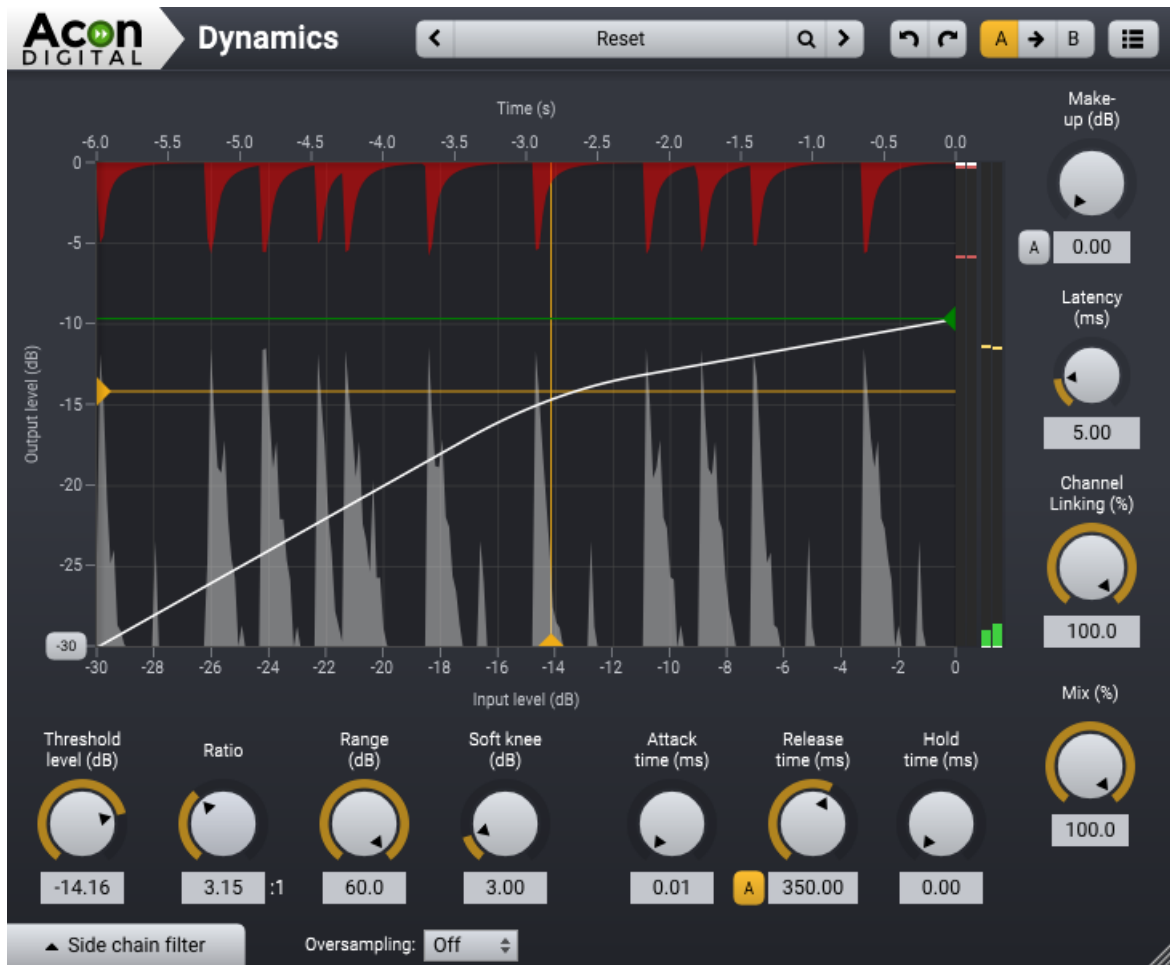 Acon
DIGITAL
Dynamics
Reset
A
B
Time (s)
-6.0 -5.5 -5.0 -4.5 -4.0 -3.5 -3.0 -2.5 -2.0 -1.5 -1.0 -0.5 0.0
0
-5
-10
-15
-20
-25
-30
Output level (dB)
-30 -28 -26 -24 -22 -20 -18 -16 -14 -12 -10 -8 -6 -4 -2 0
Input level (dB)
Make-
up (dB)
A 0.00
Latency
(ms)
5.00
Channel
Linking (%)
100.0
Mix (%)
100.0
Threshold
level (dB)
-14.16
Ratio
3.15 :1
Range
(dB)
60.0
Soft knee
(dB)
3.00
Attack
time (ms)
0.01
Release
time (ms)
A 350.00
Hold
time (ms)
0.00
Side chain filter
Oversampling: Off